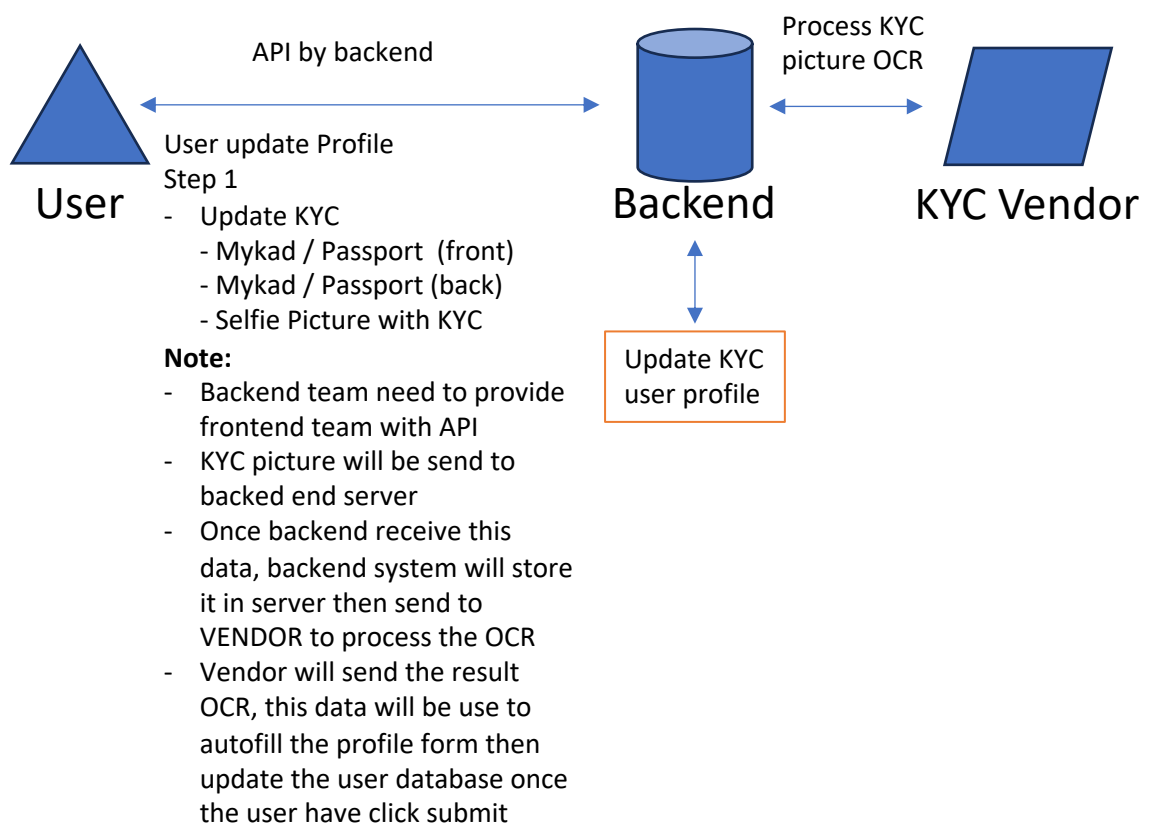 API by backend
Process KYC
picture OCR
User
Backend
KYC Vendor
User update Profile
Step 1
- Update KYC
- Mykad / Passport (front)
- Mykad / Passport (back)
- Selfie Picture with KYC
Note:
- Backend team need to provide
frontend team with API
- KYC picture will be send to
backed end server
- Once backend receive this
data, backend system will store
it in server then send to
VENDOR to process the OCR
- Vendor will send the result
OCR, this data will be use to
autofill the profile form then
update the user database once
the user have click submit
Update KYC
user profile